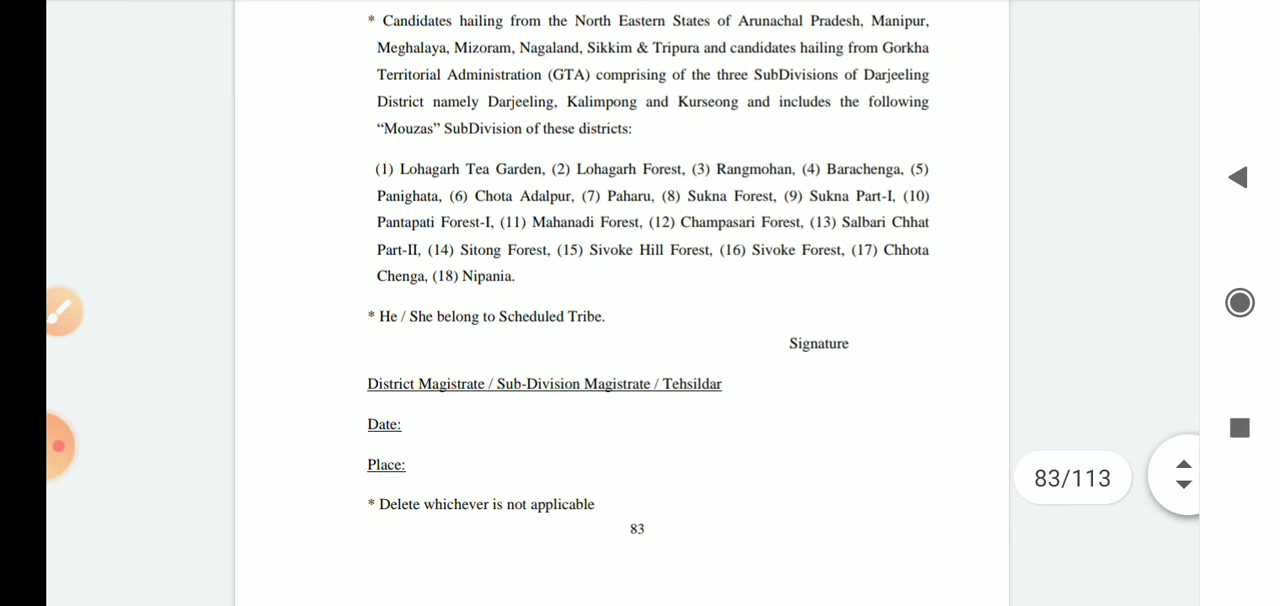 * Candidates hailing from the North Eastern States of Arunachal Pradesh, Manipur,
Meghalaya, Mizoram, Nagaland, Sikkim & Tripura and candidates hailing from Gorkha
Territorial Administration (GTA) comprising of the three SubDivisions of Darjeeling
District namely Darjeeling, Kalimpong and Kurseong and includes the following
“Mouzas” SubDivision of these districts:
(1) Lohagarh Tea Garden, (2) Lohagarh Forest, (3) Rangmohan, (4) Barachenga, (5)
Panighata, (6) Chota Adalpur, (7) Paharu, (8) Sukna Forest, (9) Sukna Part-I, (10)
Pantapati Forest-I, (11) Mahanadi Forest, (12) Champasari Forest, (13) Salbari Chhat
Part-II, (14) Sitong Forest, (15) Sivoke Hill Forest, (16) Sivoke Forest, (17) Chhota
Chenga, (18) Nipania.
* He / She belong to Scheduled Tribe.
Signature
District Magistrate / Sub-Division Magistrate / Tehsildar
Date:
Place:
* Delete whichever is not applicable
83
83/113